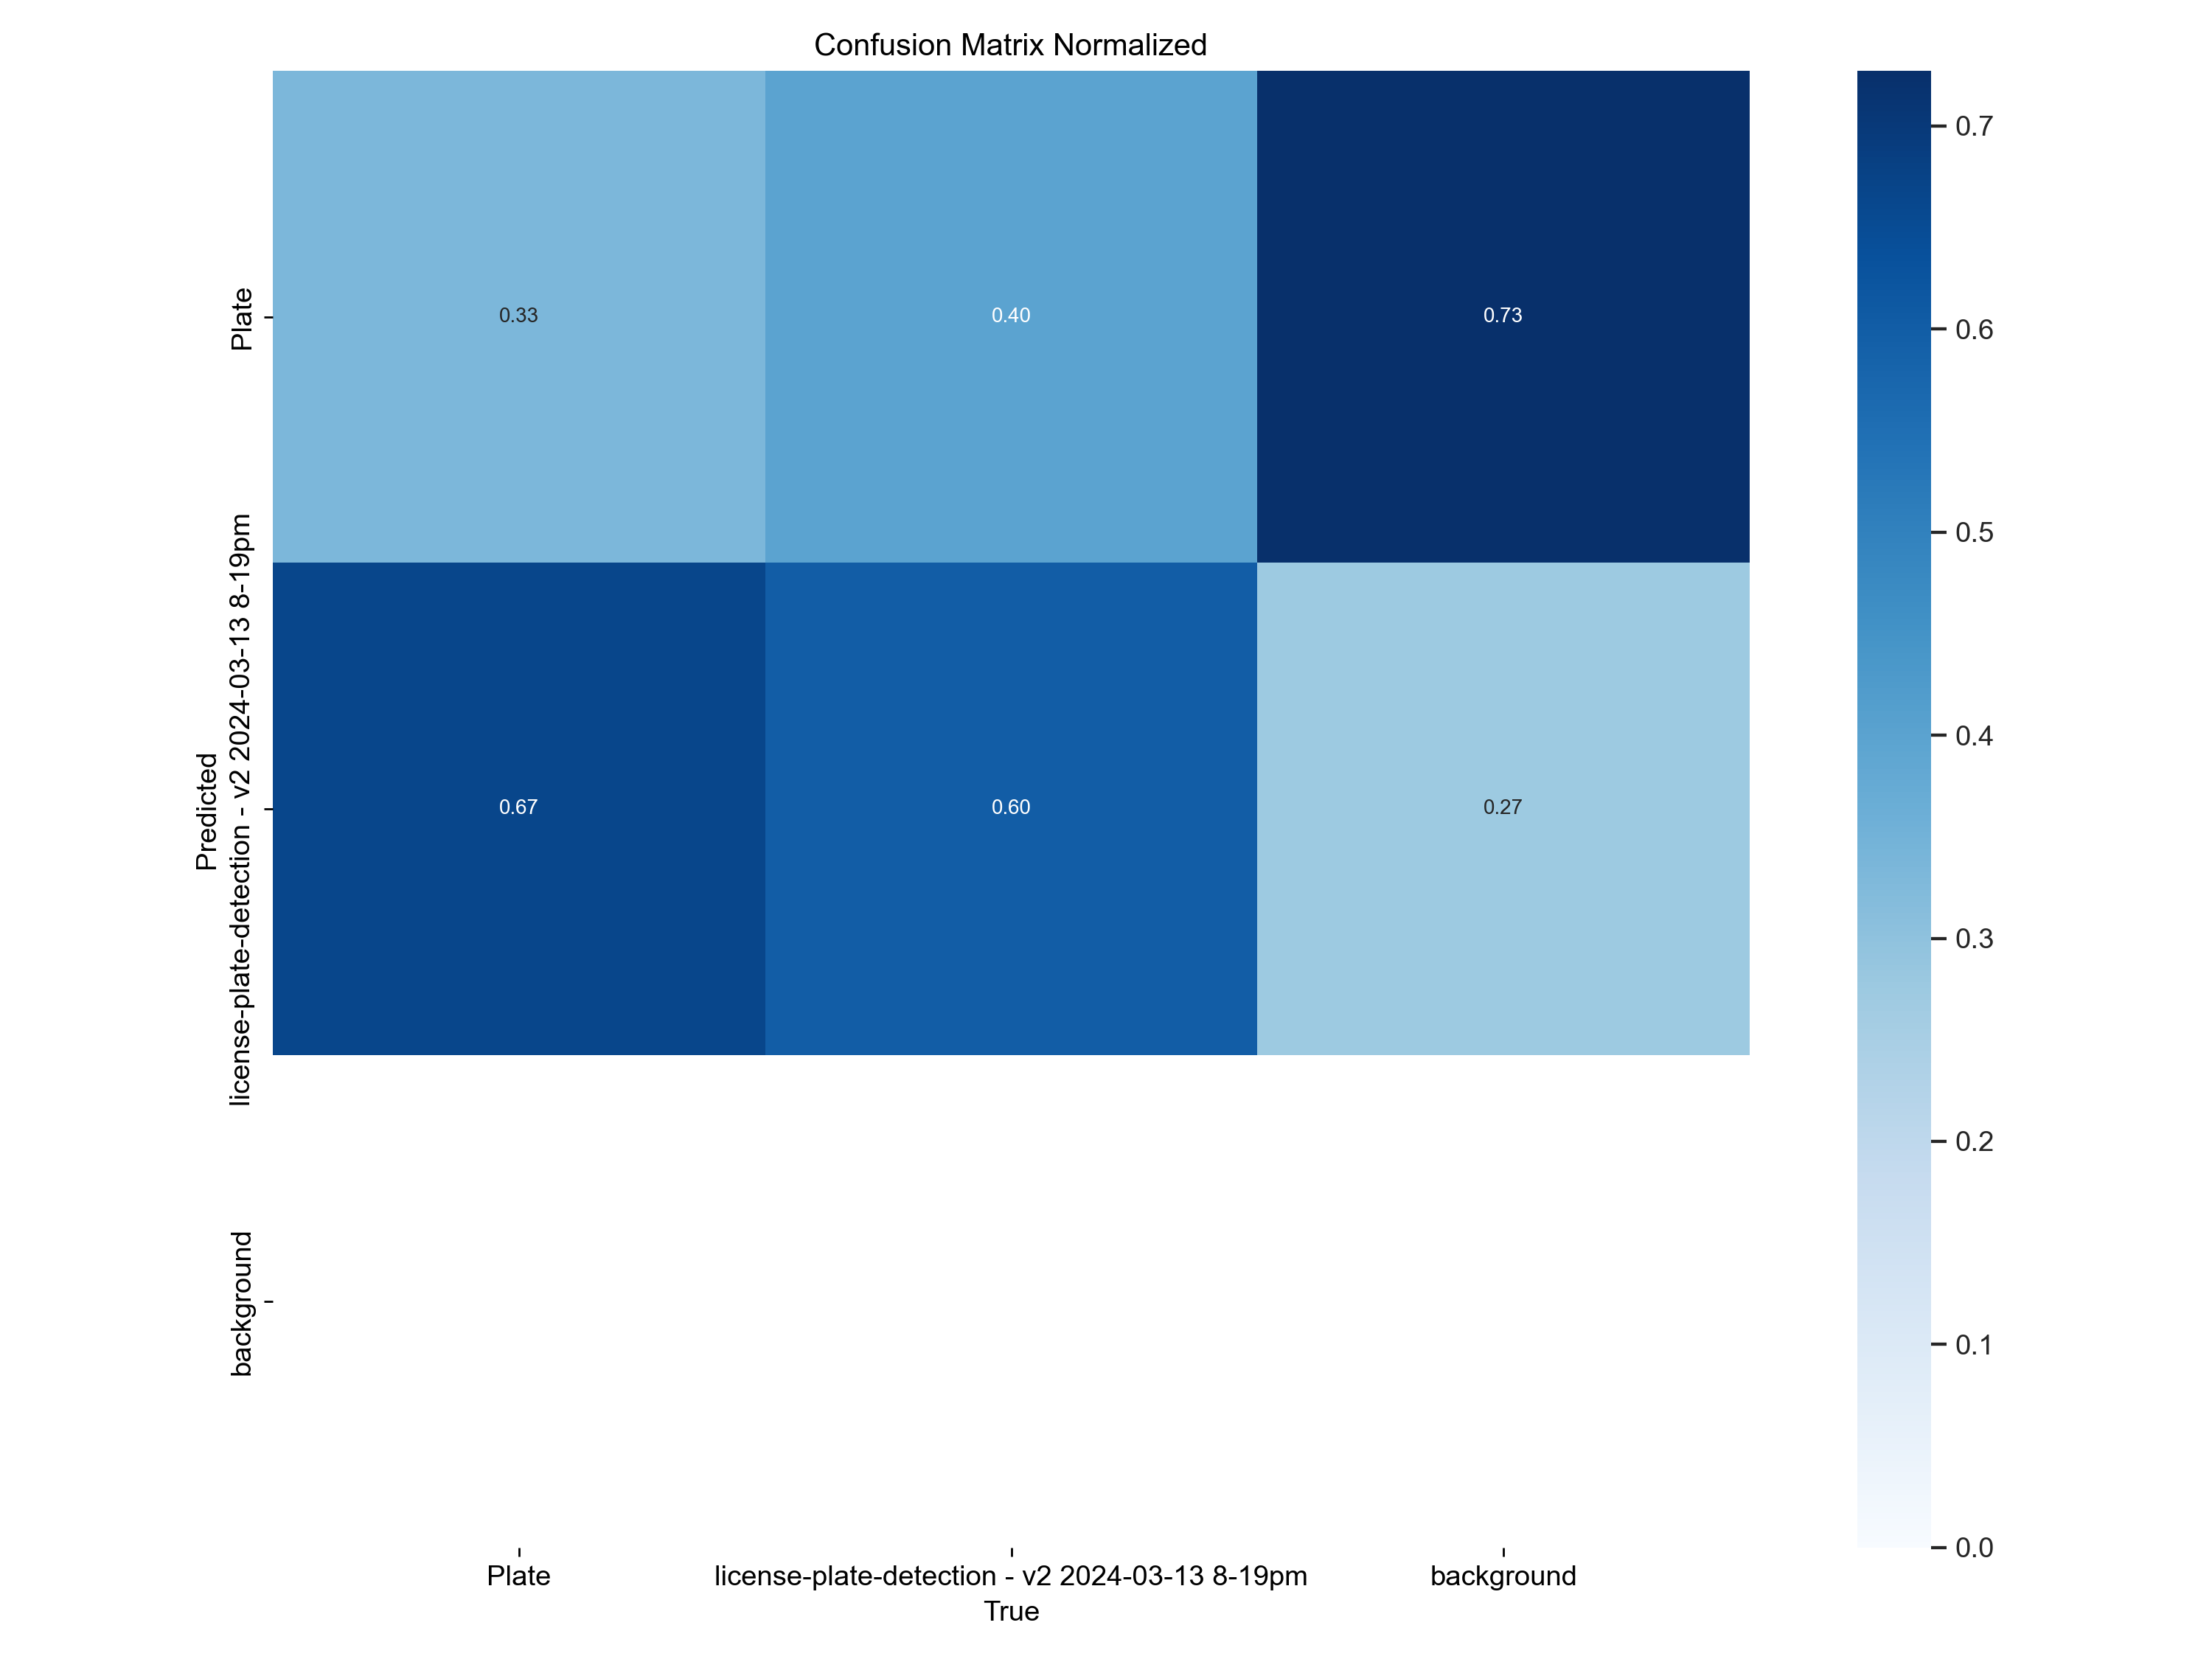 Confusion Matrix Normalized
Predicted
Plate
license-plate-detection - v2 2024-03-13 8-19pm
background
0.33 0.40 0.73
0.67 0.60 0.27
Plate license-plate-detection - v2 2024-03-13 8-19pm background
True
0.7
0.6
0.5
0.4
0.3
0.2
0.1
0.0